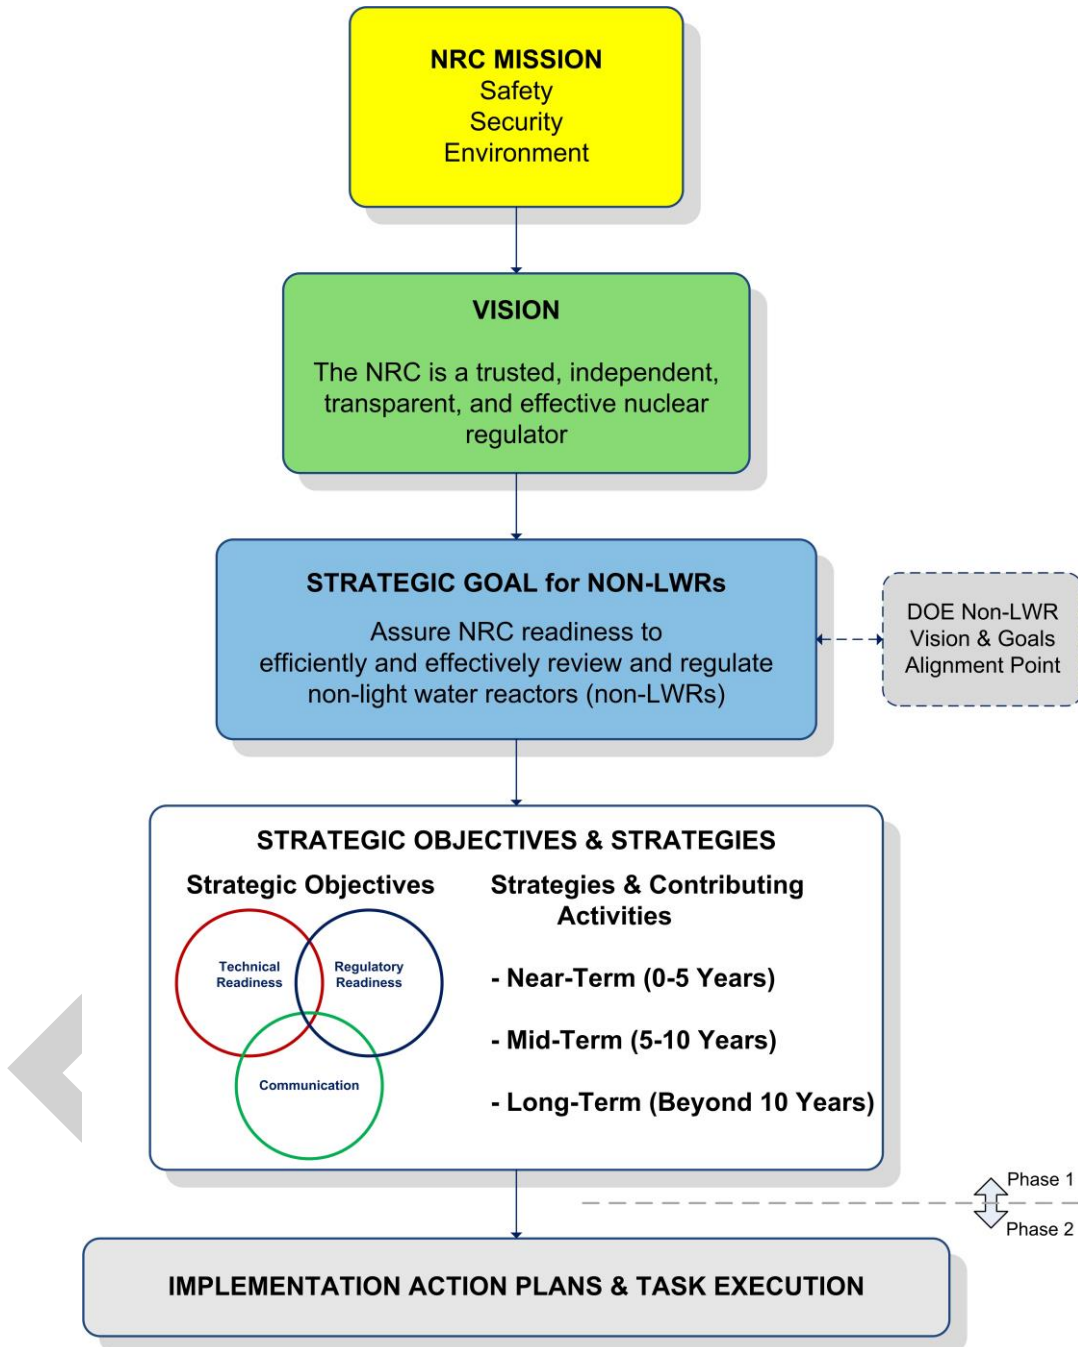 NRC MISSION
Safety
Security
Environment
VISION
The NRC is a trusted, independent,
transparent, and effective nuclear
regulator
STRATEGIC GOAL for NON-LWRs
Assure NRC readiness to
efficiently and effectively review and regulate
non-light water reactors (non-LWRs)
DOE Non-LWR
Vision & Goals
Alignment Point
STRATEGIC OBJECTIVES & STRATEGIES
Strategic Objectives
Technical
Readiness
Regulatory
Readiness
Communication
Strategies & Contributing
Activities
- Near-Term (0-5 Years)
- Mid-Term (5-10 Years)
- Long-Term (Beyond 10 Years)
Phase 1
Phase 2
IMPLEMENTATION ACTION PLANS & TASK EXECUTION